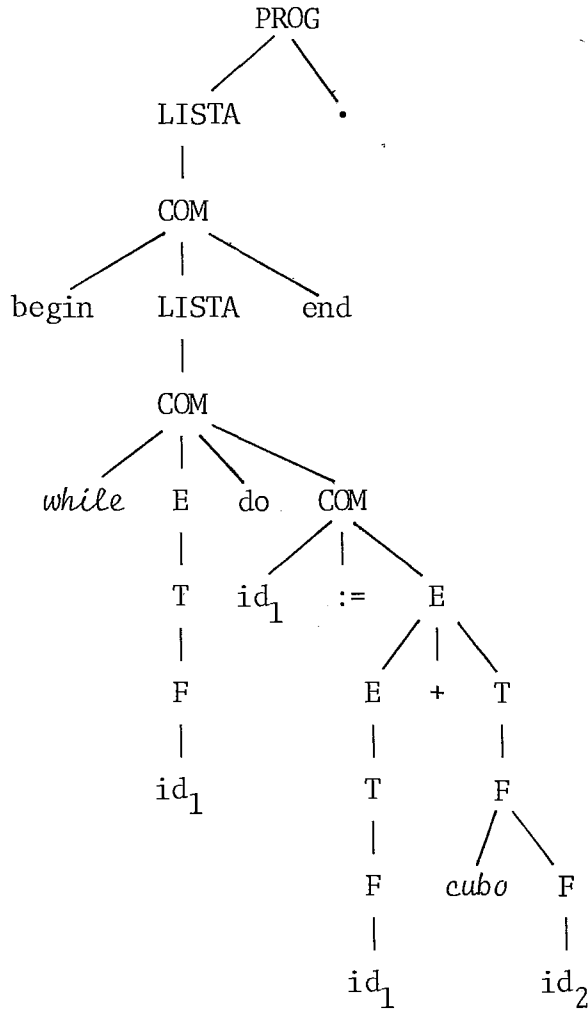 PROG
LISTA .
COM
begin LISTA end
COM
while E do COM
T id₁ := E
F E + T
id₁ T F
F cubo F
id₁ id₂